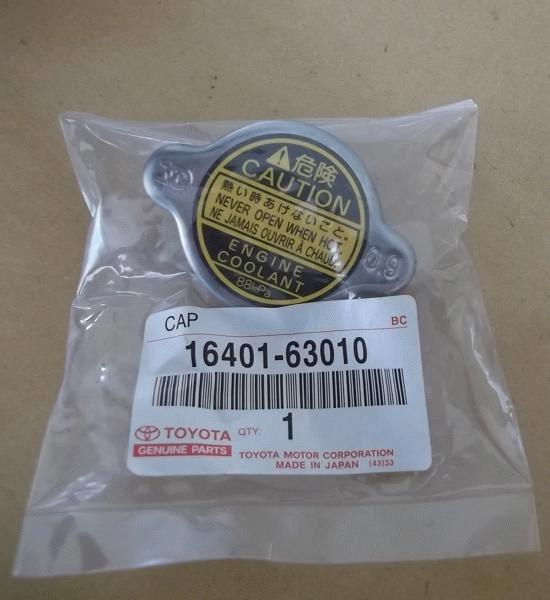 危険
CAUTION
熱い時あけないこと。
NEVER OPEN WHEN HOT.
NE JAMAIS OUVRIR À CHAUD
ENGINE
COOLANT
88kPa
09
CAP BC
16401-63010
TOYOTA QTY: 1
GENUINE PARTS
TOYOTA MOTOR CORPORATION
MADE IN JAPAN (43)33